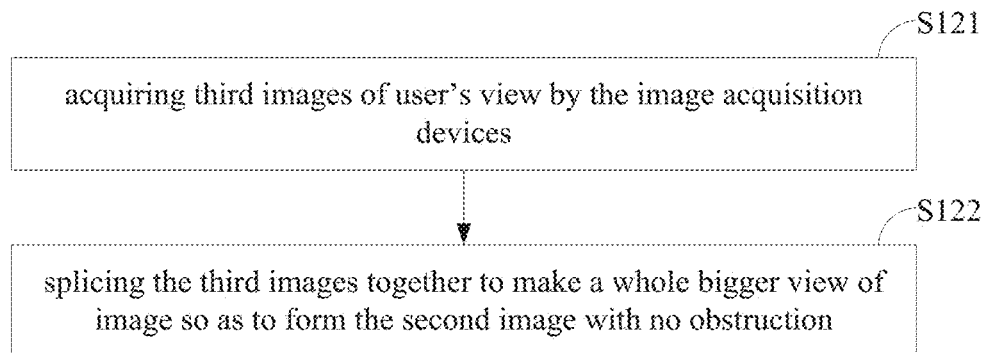 S121
acquiring third images of user's view by the image acquisition
devices
S122
splicing the third images together to make a whole bigger view of
image so as to form the second image with no obstruction